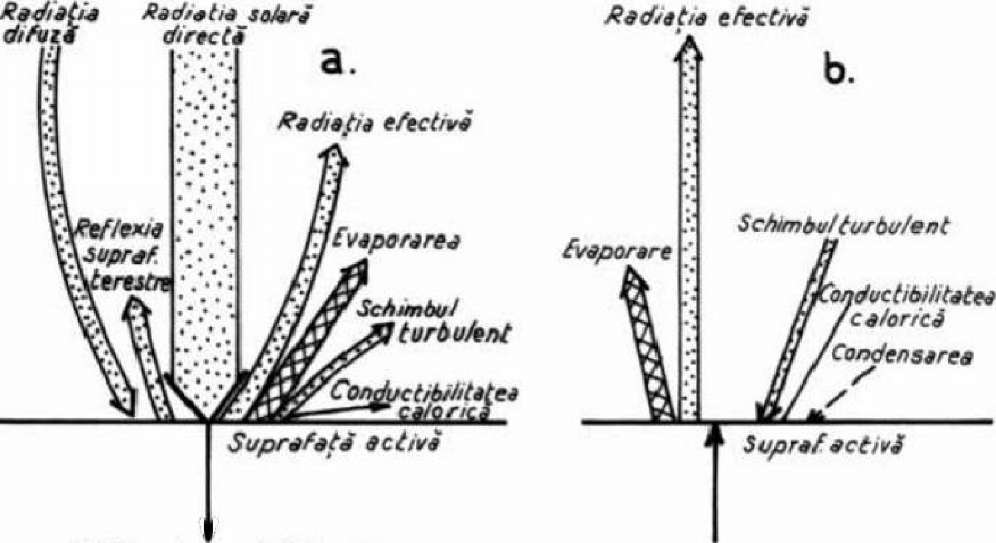 Radiația
difuză
Radiatia solară
directă
a.
Radiația efectivă
Reflexia
supraf.
terestre
Evaporarea
Schimbul
turbulent
Conductibilitatea
calorică
Suprafață activă
Radiația efectivă
b.
Evaporare
Schimbul turbulent
Conductibilitatea
calorică
Condensarea
Supraf. activă